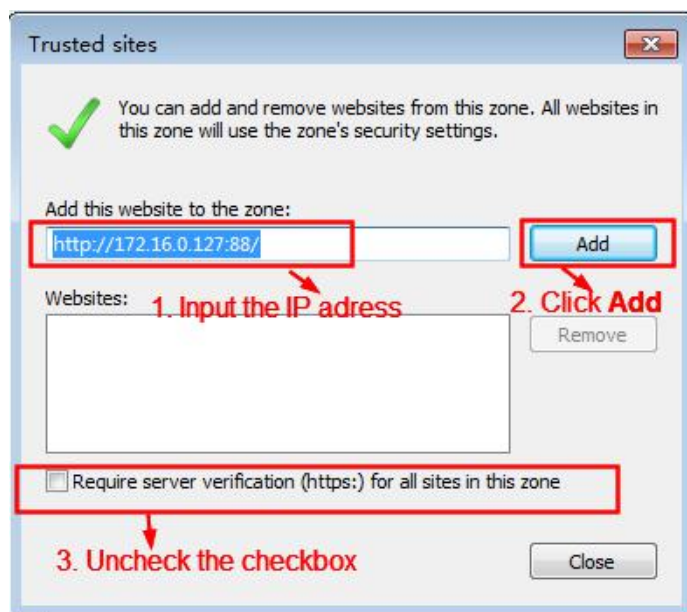 Trusted sites
You can add and remove websites from this zone. All websites in
this zone will use the zone's security settings.
Add this website to the zone:
http://172.16.0.127:88/
Add
Websites:
1. Input the IP adress
2. Click Add
Remove
Require server verification (https:) for all sites in this zone
3. Uncheck the checkbox
Close